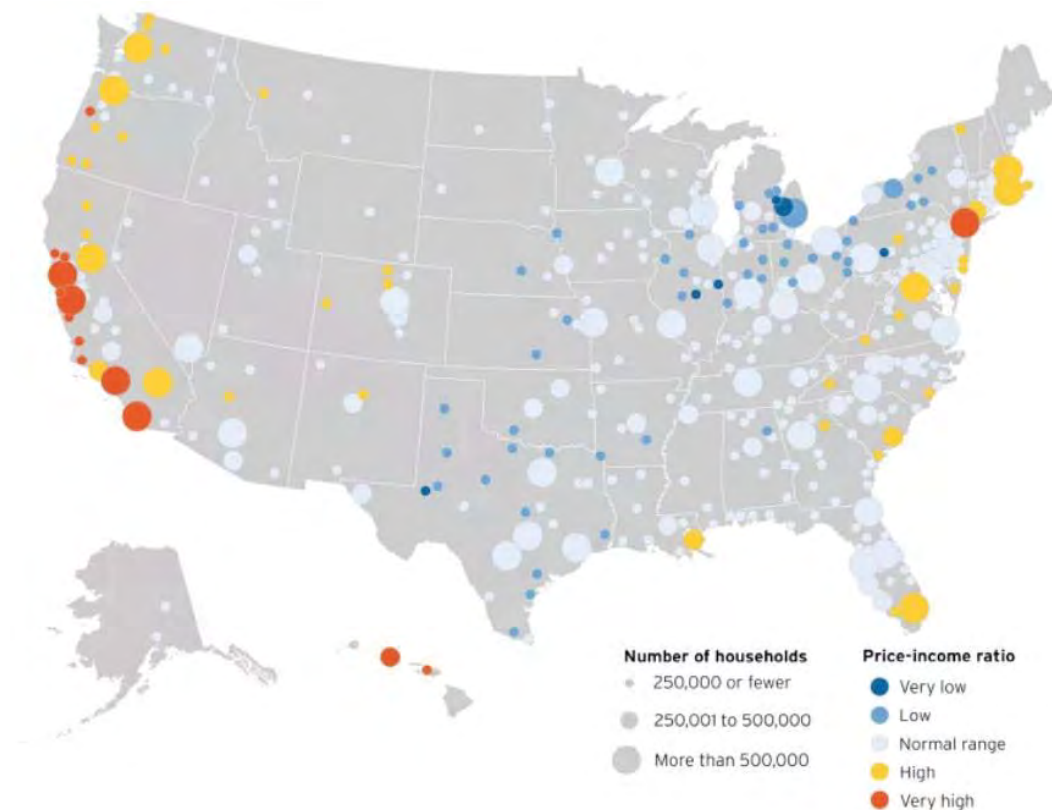 Number of households
250,000 or fewer
250,001 to 500,000
More than 500,000
Price-income ratio
Very low
Low
Normal range
High
Very high